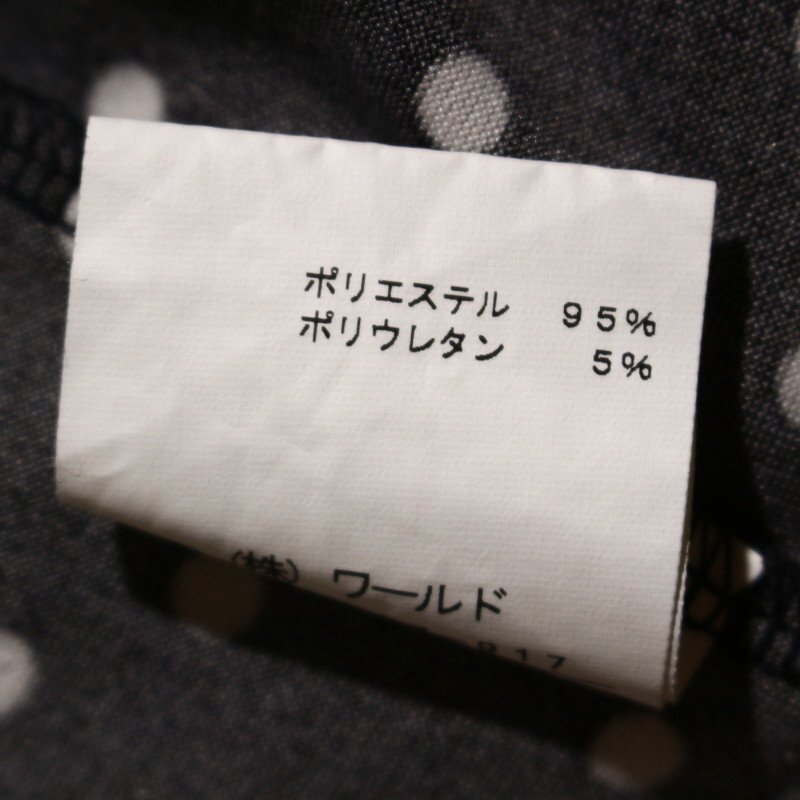 ポリエステル 95%
ポリウレタン 5%
(株) ワールド